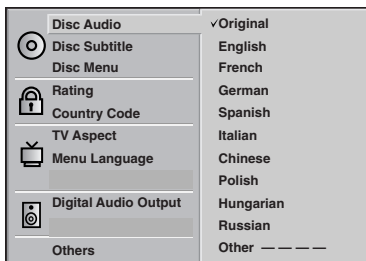 Disc Audio
Disc Subtitle
Disc Menu
Rating
Country Code
TV Aspect
Menu Language
Digital Audio Output
Others
✓Original
English
French
German
Spanish
Italian
Chinese
Polish
Hungarian
Russian
Other — — — —